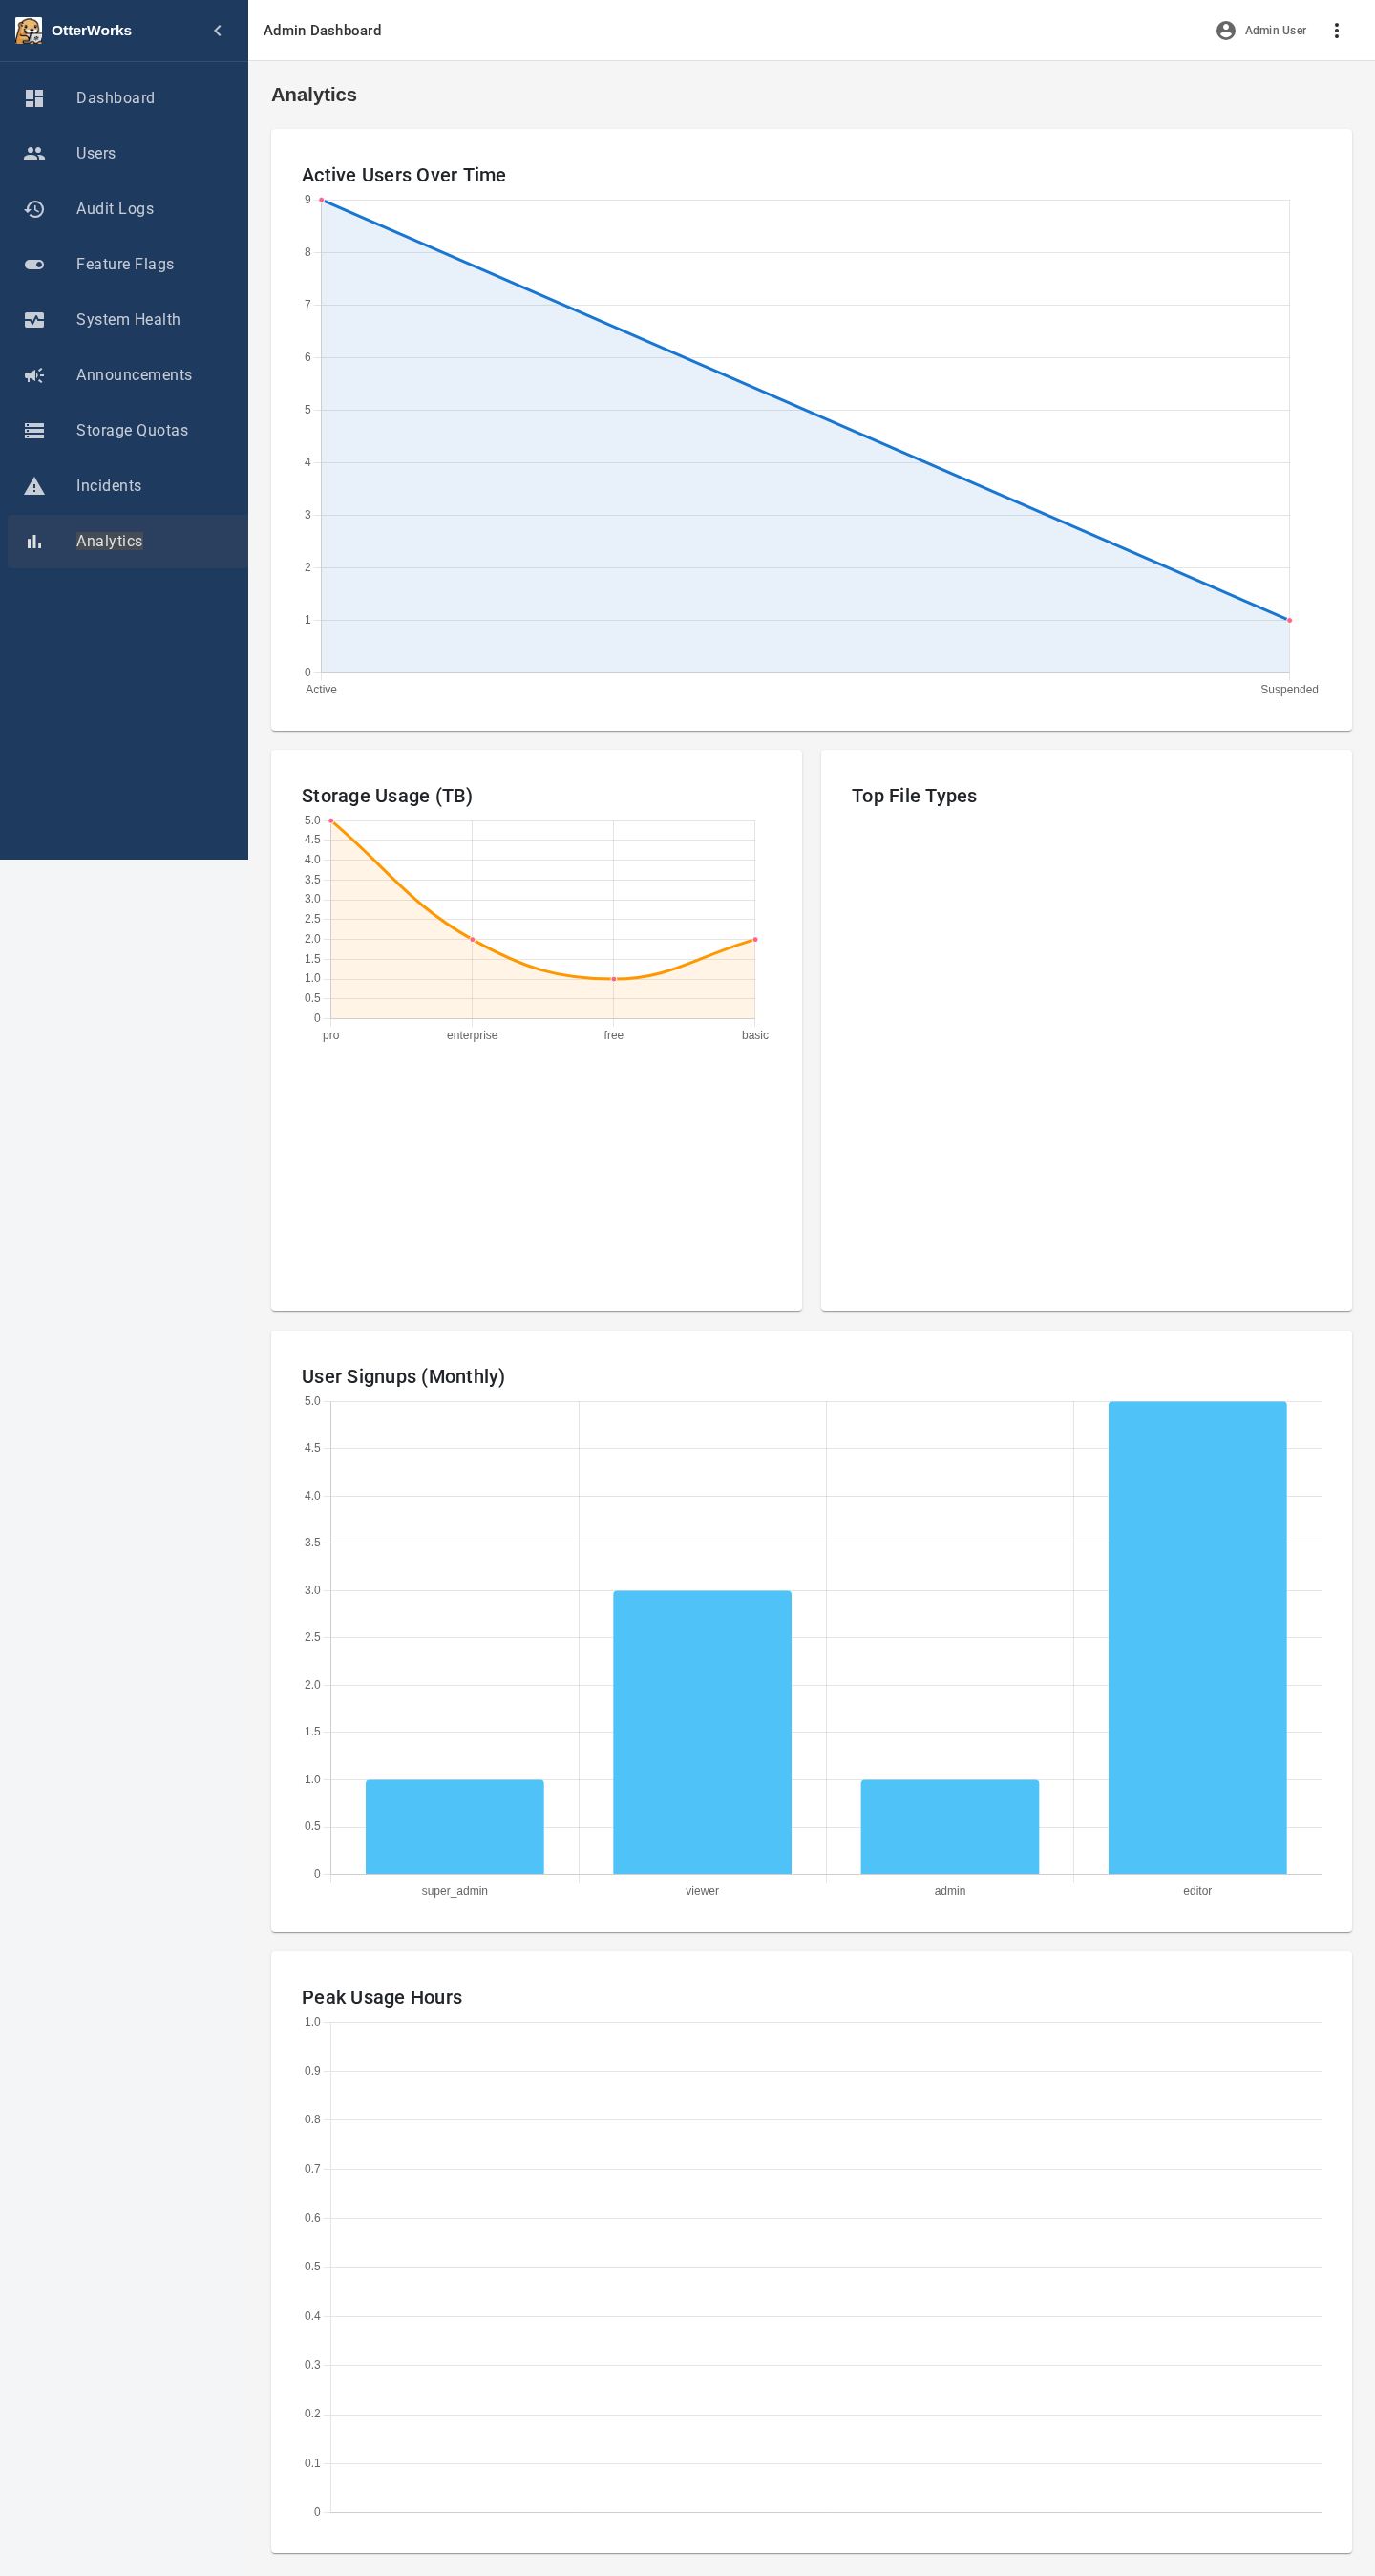 OtterWorks
Admin Dashboard
Admin User
Dashboard
Users
Audit Logs
Feature Flags
System Health
Announcements
Storage Quotas
Incidents
Analytics
Analytics
Active Users Over Time
9
8
7
6
5
4
3
2
1
0
Active
Suspended
Storage Usage (TB)
5.0
4.5
4.0
3.5
3.0
2.5
2.0
1.5
1.0
0.5
0
pro
enterprise
free
basic
Top File Types
User Signups (Monthly)
5.0
4.5
4.0
3.5
3.0
2.5
2.0
1.5
1.0
0.5
0
super_admin
viewer
admin
editor
Peak Usage Hours
1.0
0.9
0.8
0.7
0.6
0.5
0.4
0.3
0.2
0.1
0